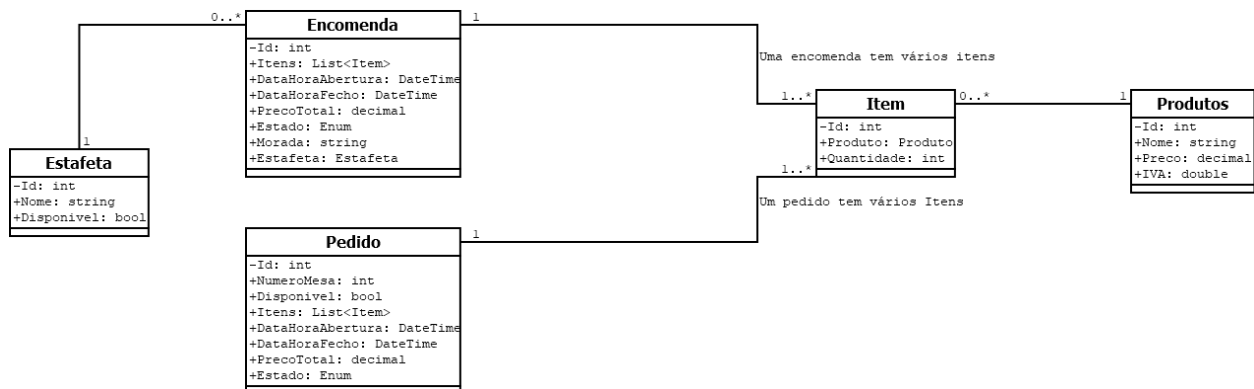 0..*
Encomenda
-Id: int
+Itens: List<Item>
+DataHoraAbertura: DateTime
+DataHoraFecho: DateTime
+PrecoTotal: decimal
+Estado: Enum
+Morada: string
+Estafeta: Estafeta
1
Uma encomenda tem vários itens
1..*
Item
-Id: int
+Produto: Produto
+Quantidade: int
0..*
1
Produtos
-Id: int
+Nome: string
+Preco: decimal
+IVA: double
1
Estafeta
-Id: int
+Nome: string
+Disponivel: bool
1..*
Um pedido tem vários Itens
1
Pedido
-Id: int
+NumeroMesa: int
+Disponivel: bool
+Itens: List<Item>
+DataHoraAbertura: DateTime
+DataHoraFecho: DateTime
+PrecoTotal: decimal
+Estado: Enum